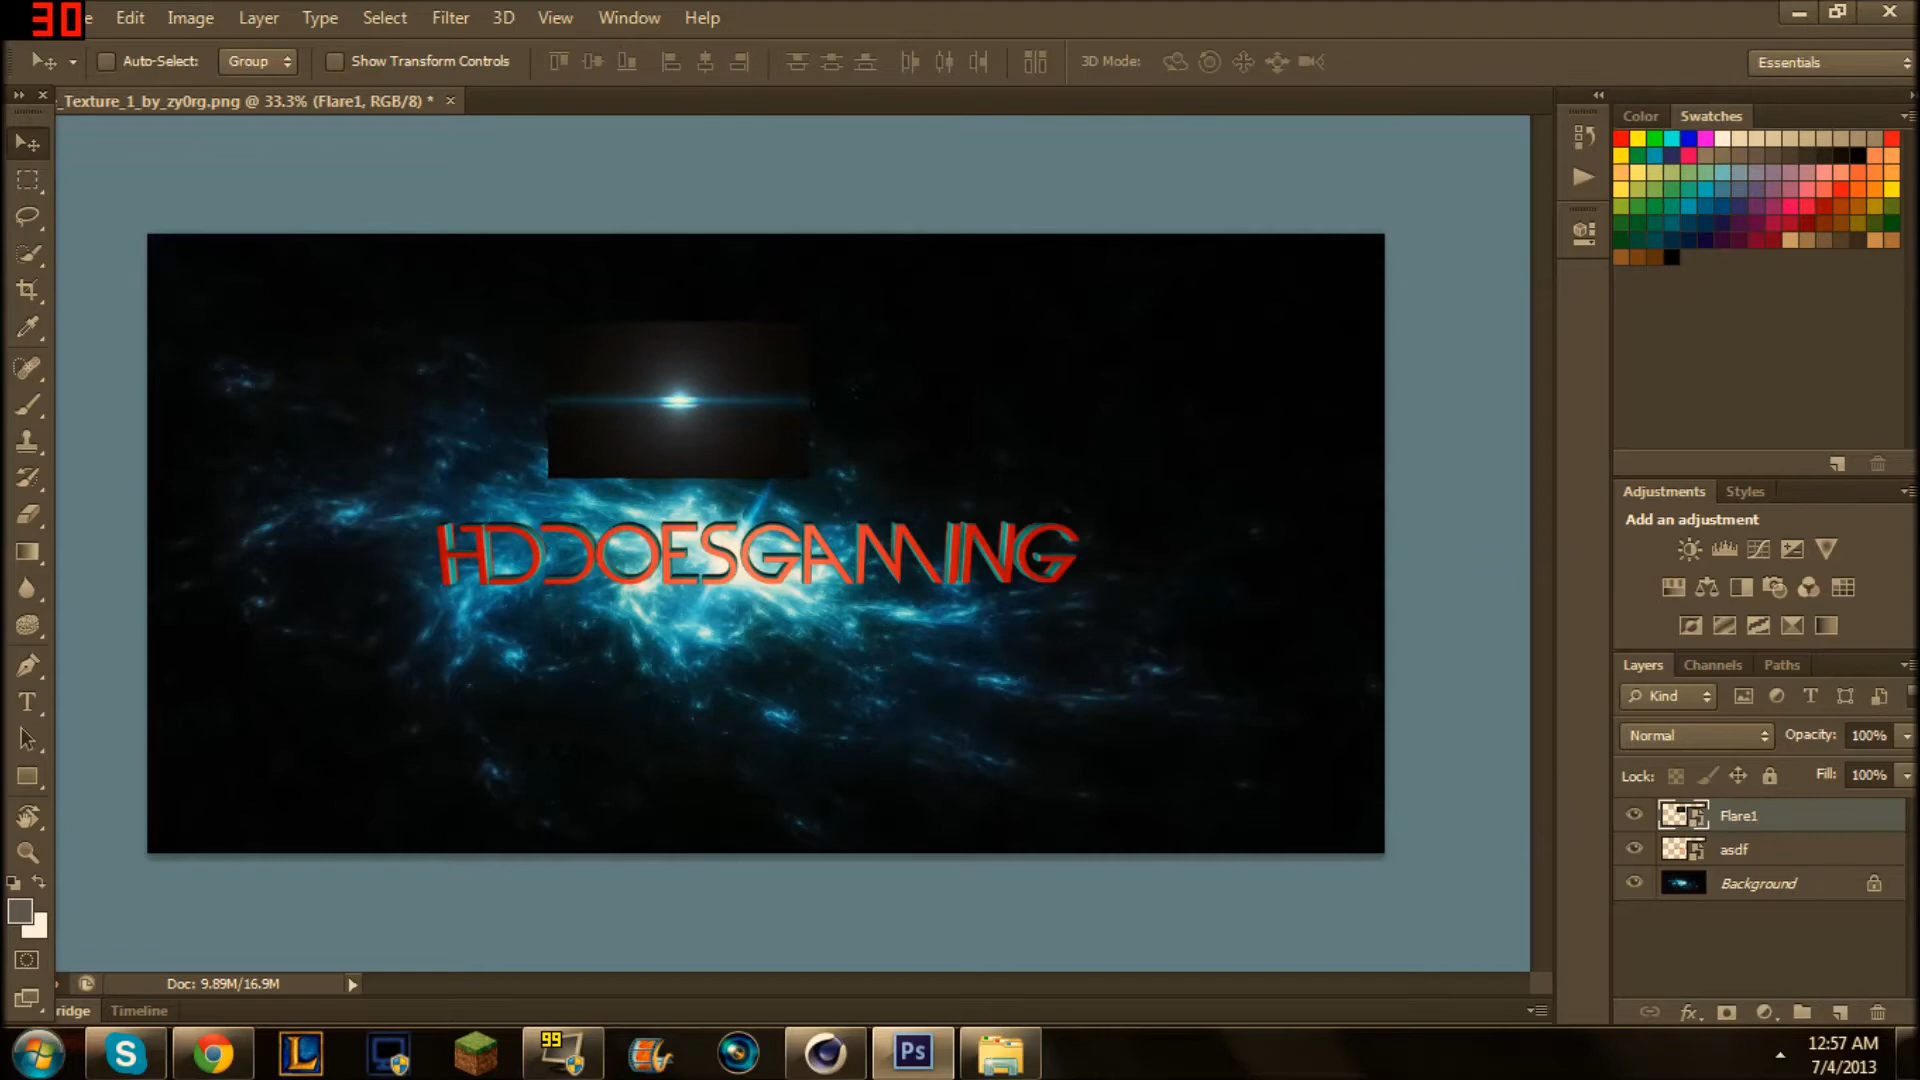 30
Edit Image Layer Type Select Filter 3D View Window Help
Auto-Select: Group Show Transform Controls 3D Mode: Essentials
_Texture_1_by_zy0rg.png @ 33.3% (Flare1, RGB/8) *
Color Swatches
HDDOESGAMING
Adjustments Styles
Add an adjustment
Layers Channels Paths
Kind
Normal Opacity: 100%
Lock: Fill: 100%
Flare1
asdf
Background
Doc: 9.89M/16.9M
ridge Timeline
99
Ps
12:57 AM
7/4/2013